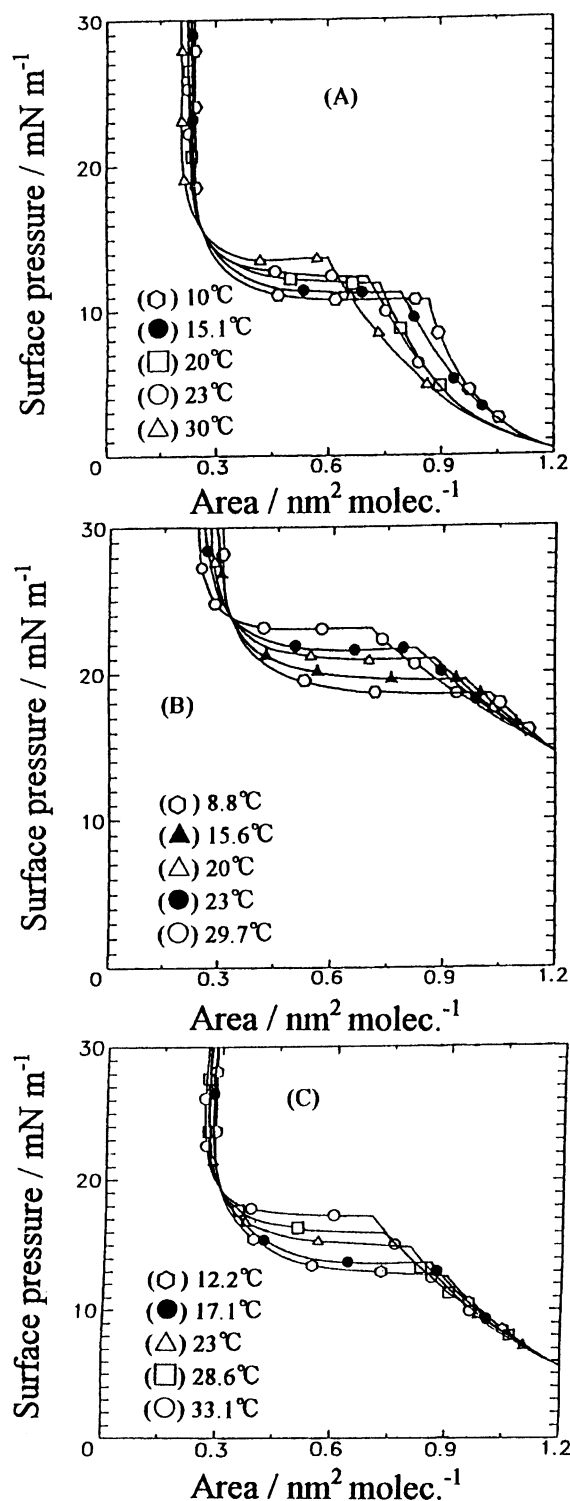 30
(A)
20
10
0
(⬡) 10℃
(●) 15.1℃
(□) 20℃
(○) 23℃
(△) 30℃
0 0.3 0.6 0.9 1.2
Surface pressure / mN m⁻¹
Area / nm² molec.⁻¹
30
(B)
20
10
0
(⬡) 8.8℃
(▲) 15.6℃
(△) 20℃
(●) 23℃
(○) 29.7℃
0 0.3 0.6 0.9 1.2
Surface pressure / mN m⁻¹
Area / nm² molec.⁻¹
30
(C)
20
10
(⬡) 12.2℃
(●) 17.1℃
(△) 23℃
(□) 28.6℃
(○) 33.1℃
0 0.3 0.6 0.9 1.2
Surface pressure / mN m⁻¹
Area / nm² molec.⁻¹